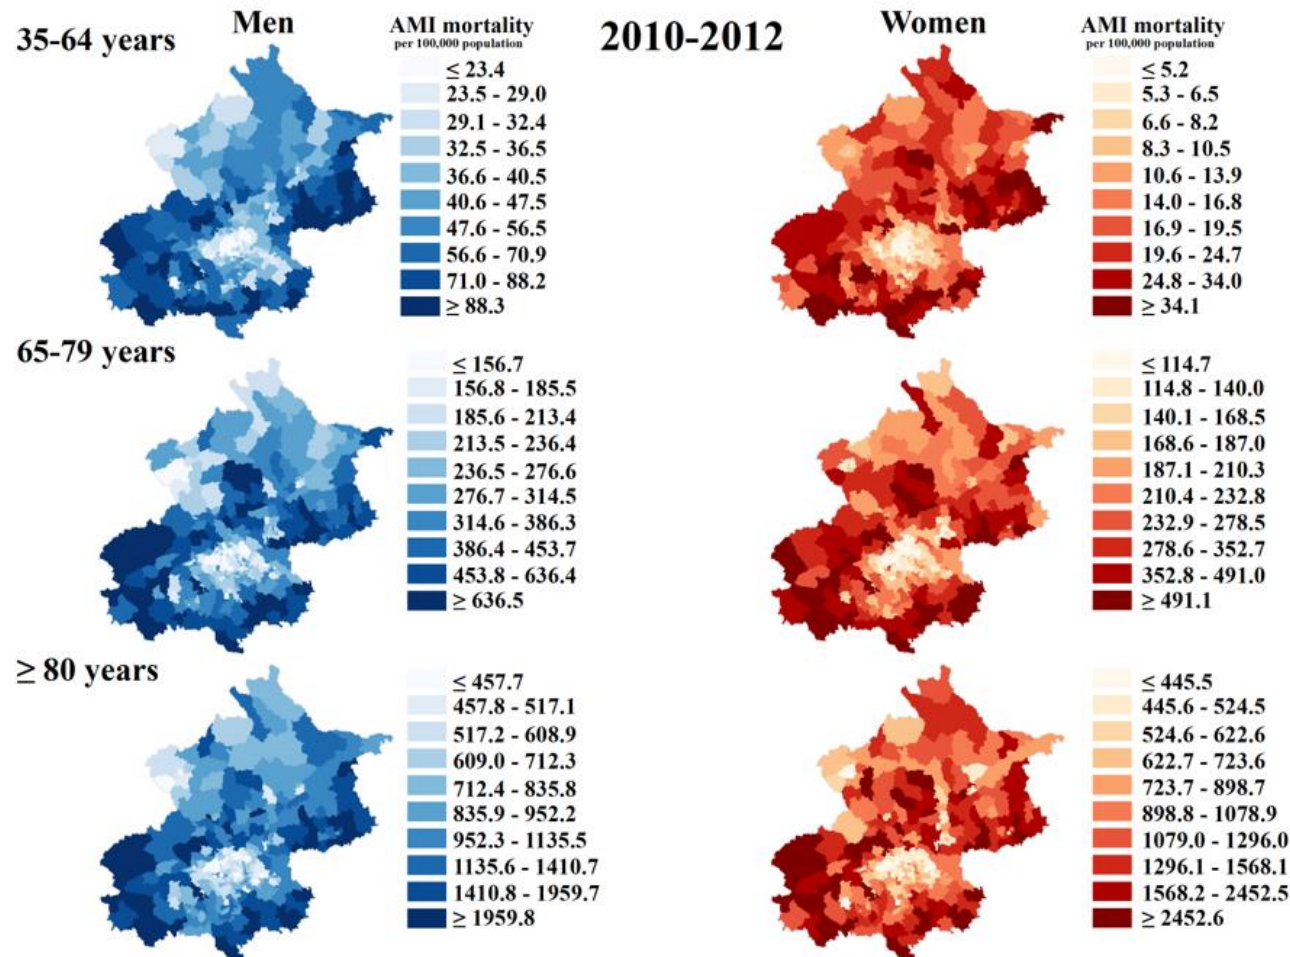 35-64 years
Men
AMI mortality
per 100,000 population
≤ 23.4
23.5 - 29.0
29.1 - 32.4
32.5 - 36.5
36.6 - 40.5
40.6 - 47.5
47.6 - 56.5
56.6 - 70.9
71.0 - 88.2
≥ 88.3
2010-2012
Women
AMI mortality
per 100,000 population
≤ 5.2
5.3 - 6.5
6.6 - 8.2
8.3 - 10.5
10.6 - 13.9
14.0 - 16.8
16.9 - 19.5
19.6 - 24.7
24.8 - 34.0
≥ 34.1
65-79 years
≤ 156.7
156.8 - 185.5
185.6 - 213.4
213.5 - 236.4
236.5 - 276.6
276.7 - 314.5
314.6 - 386.3
386.4 - 453.7
453.8 - 636.4
≥ 636.5
≤ 114.7
114.8 - 140.0
140.1 - 168.5
168.6 - 187.0
187.1 - 210.3
210.4 - 232.8
232.9 - 278.5
278.6 - 352.7
352.8 - 491.0
≥ 491.1
≥ 80 years
≤ 457.7
457.8 - 517.1
517.2 - 608.9
609.0 - 712.3
712.4 - 835.8
835.9 - 952.2
952.3 - 1135.5
1135.6 - 1410.7
1410.8 - 1959.7
≥ 1959.8
≤ 445.5
445.6 - 524.5
524.6 - 622.6
622.7 - 723.6
723.7 - 898.7
898.8 - 1078.9
1079.0 - 1296.0
1296.1 - 1568.1
1568.2 - 2452.5
≥ 2452.6